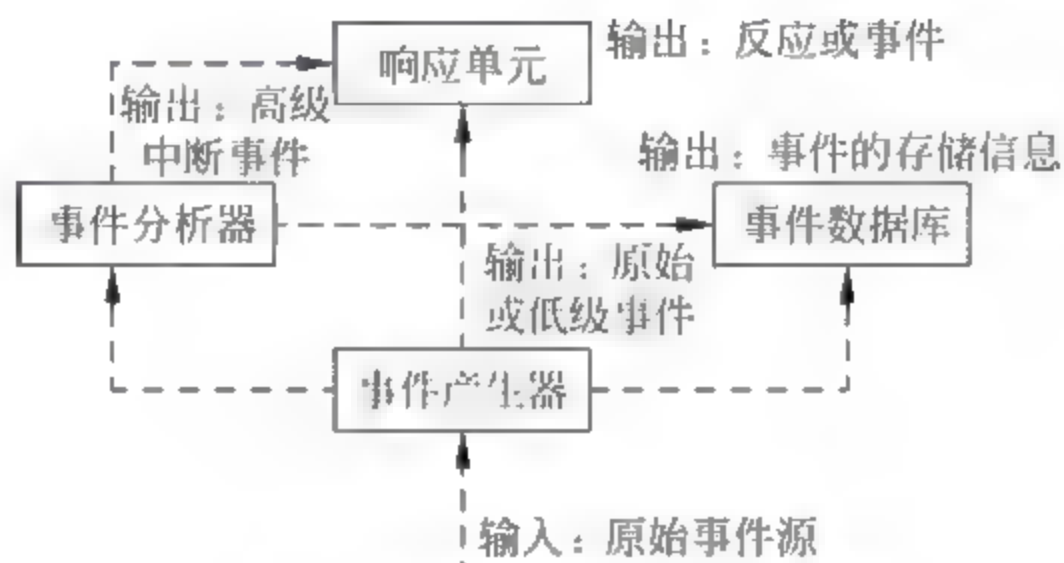 响应单元
输出：反应或事件
输出：高级
中断事件
输出：事件的存储信息
事件分析器
事件数据库
输出：原始
或低级事件
事件产生器
输入：原始事件源